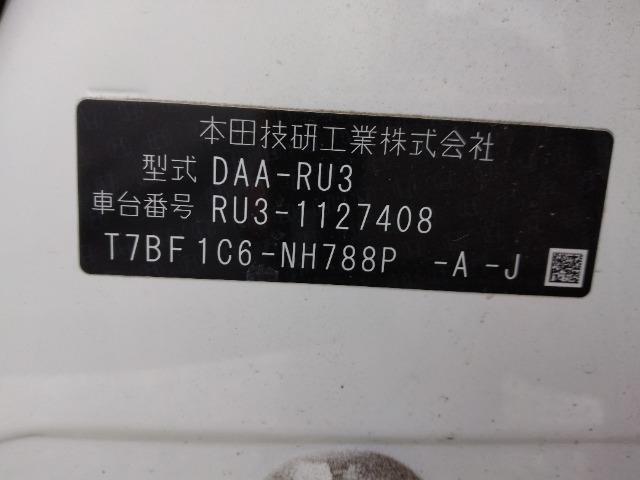 本田技研工業株式会社
型式 DAA-RU3
車台番号 RU3-1127408
T7BF1C6-NH788P -A -J